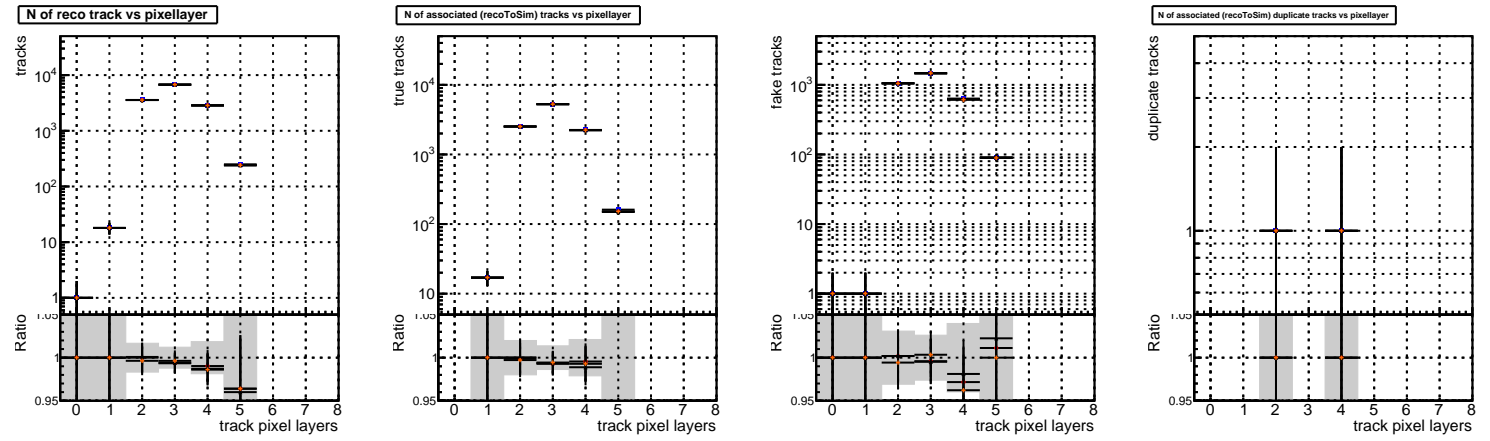 N of reco track vs pixellayer
tracks
10^4
10^3
10^2
10
1
Ratio
1.05
1
0.95
0 1 2 3 4 5 6 7 8
track pixel layers
N of associated (recoToSim) tracks vs pixellayer
true tracks
10^4
10^3
10^2
10
Ratio
1.05
1
0.95
0 1 2 3 4 5 6 7 8
track pixel layers
fake tracks
10^3
10^2
10
1
Ratio
1.05
1
0.95
0 1 2 3 4 5 6 7 8
track pixel layers
N of associated (recoToSim) duplicate tracks vs pixellayer
duplicate tracks
1
Ratio
1.05
1
0.95
0 1 2 3 4 5 6 7 8
track pixel layers